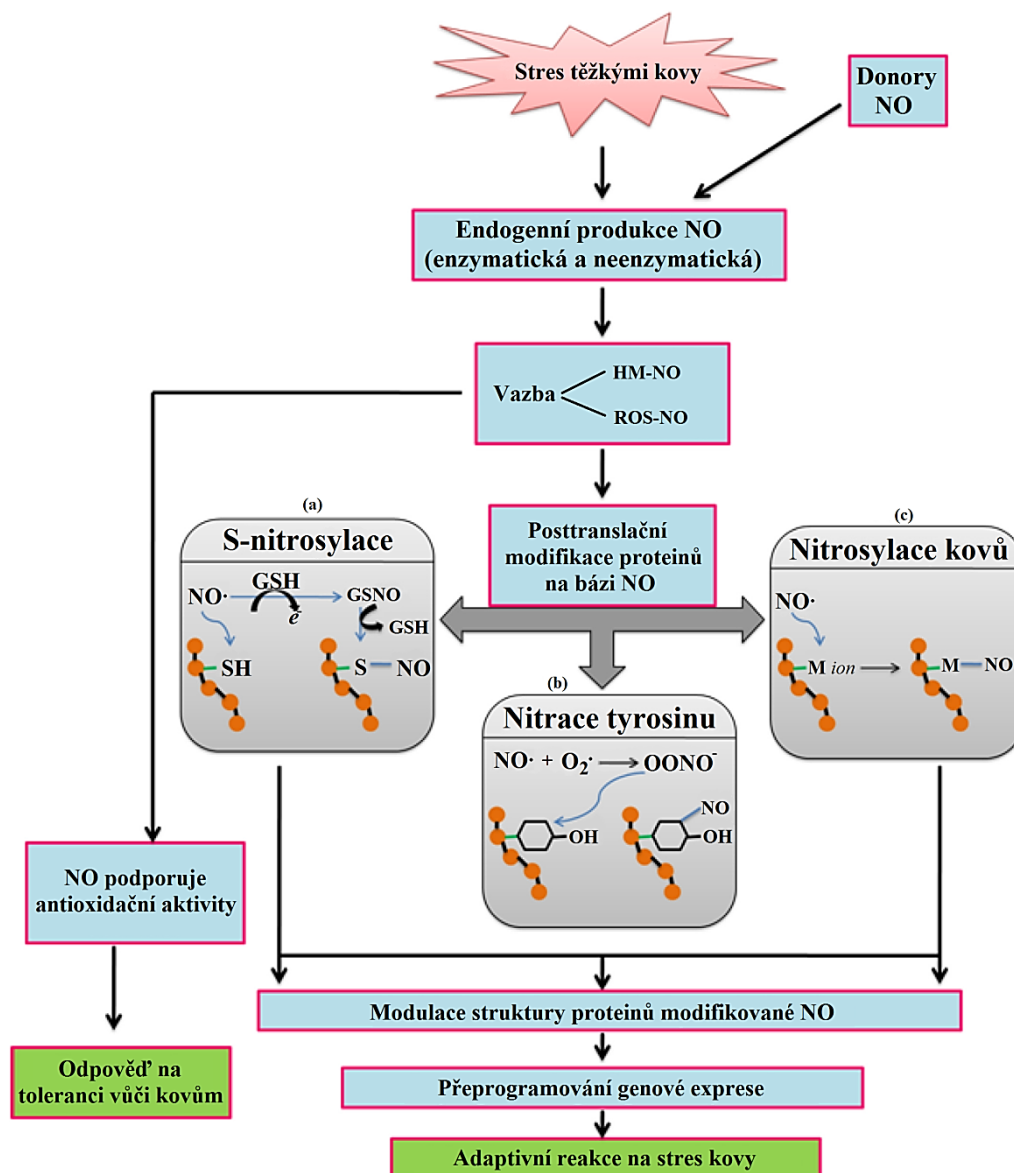 Stres těžkými kovy
Donory
NO
Endogenní produkce NO
(enzymatická a neenzymatická)
Vazba
HM-NO
ROS-NO
Posttranslační
modifikace proteinů
na bázi NO
(a)
S-nitrosylace
NO· GSH GSNO
e⁻
GSH
SH
S NO
(c)
Nitrosylace kovů
NO·
M ion M NO
(b)
Nitrace tyrosinu
NO· + O₂· → OONO⁻
NO
OH OH
NO podporuje
antioxidační aktivity
Odpověď na
toleranci vůči kovům
Modulace struktury proteinů modifikované NO
Přeprogramování genové exprese
Adaptivní reakce na stres kovy